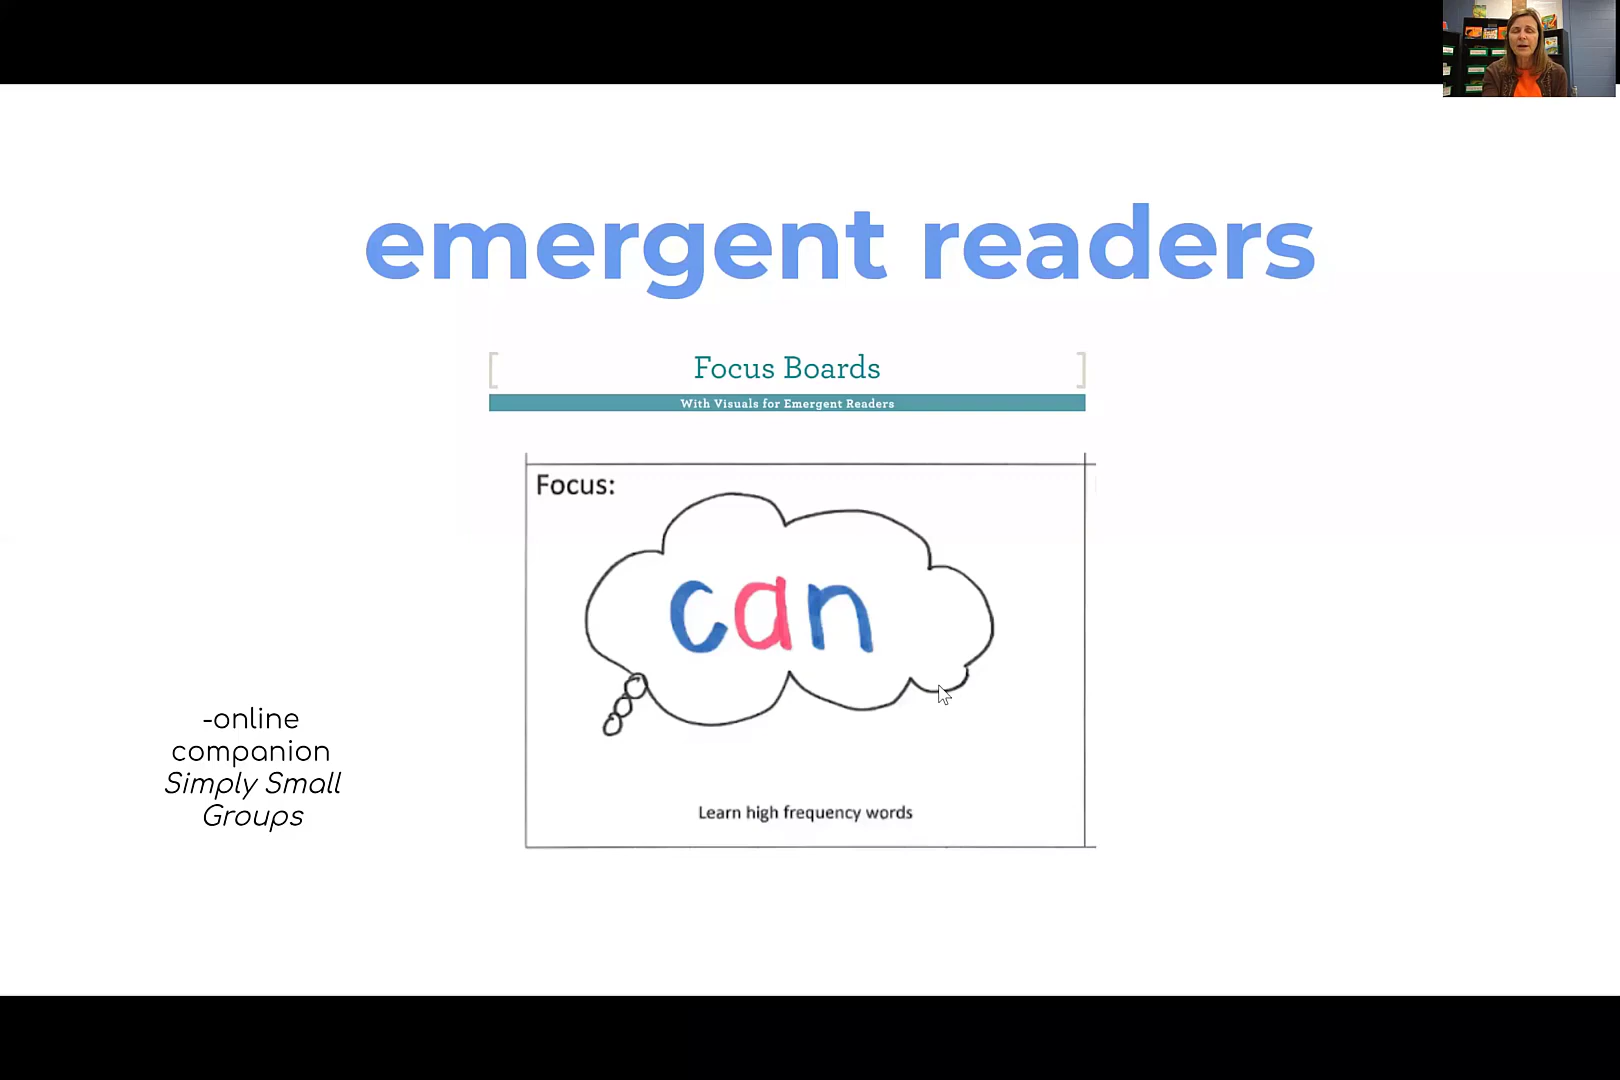 emergent readers
Focus Boards
With Visuals for Emergent Readers
Focus:
can
Learn high frequency words
-online
companion
Simply Small
Groups